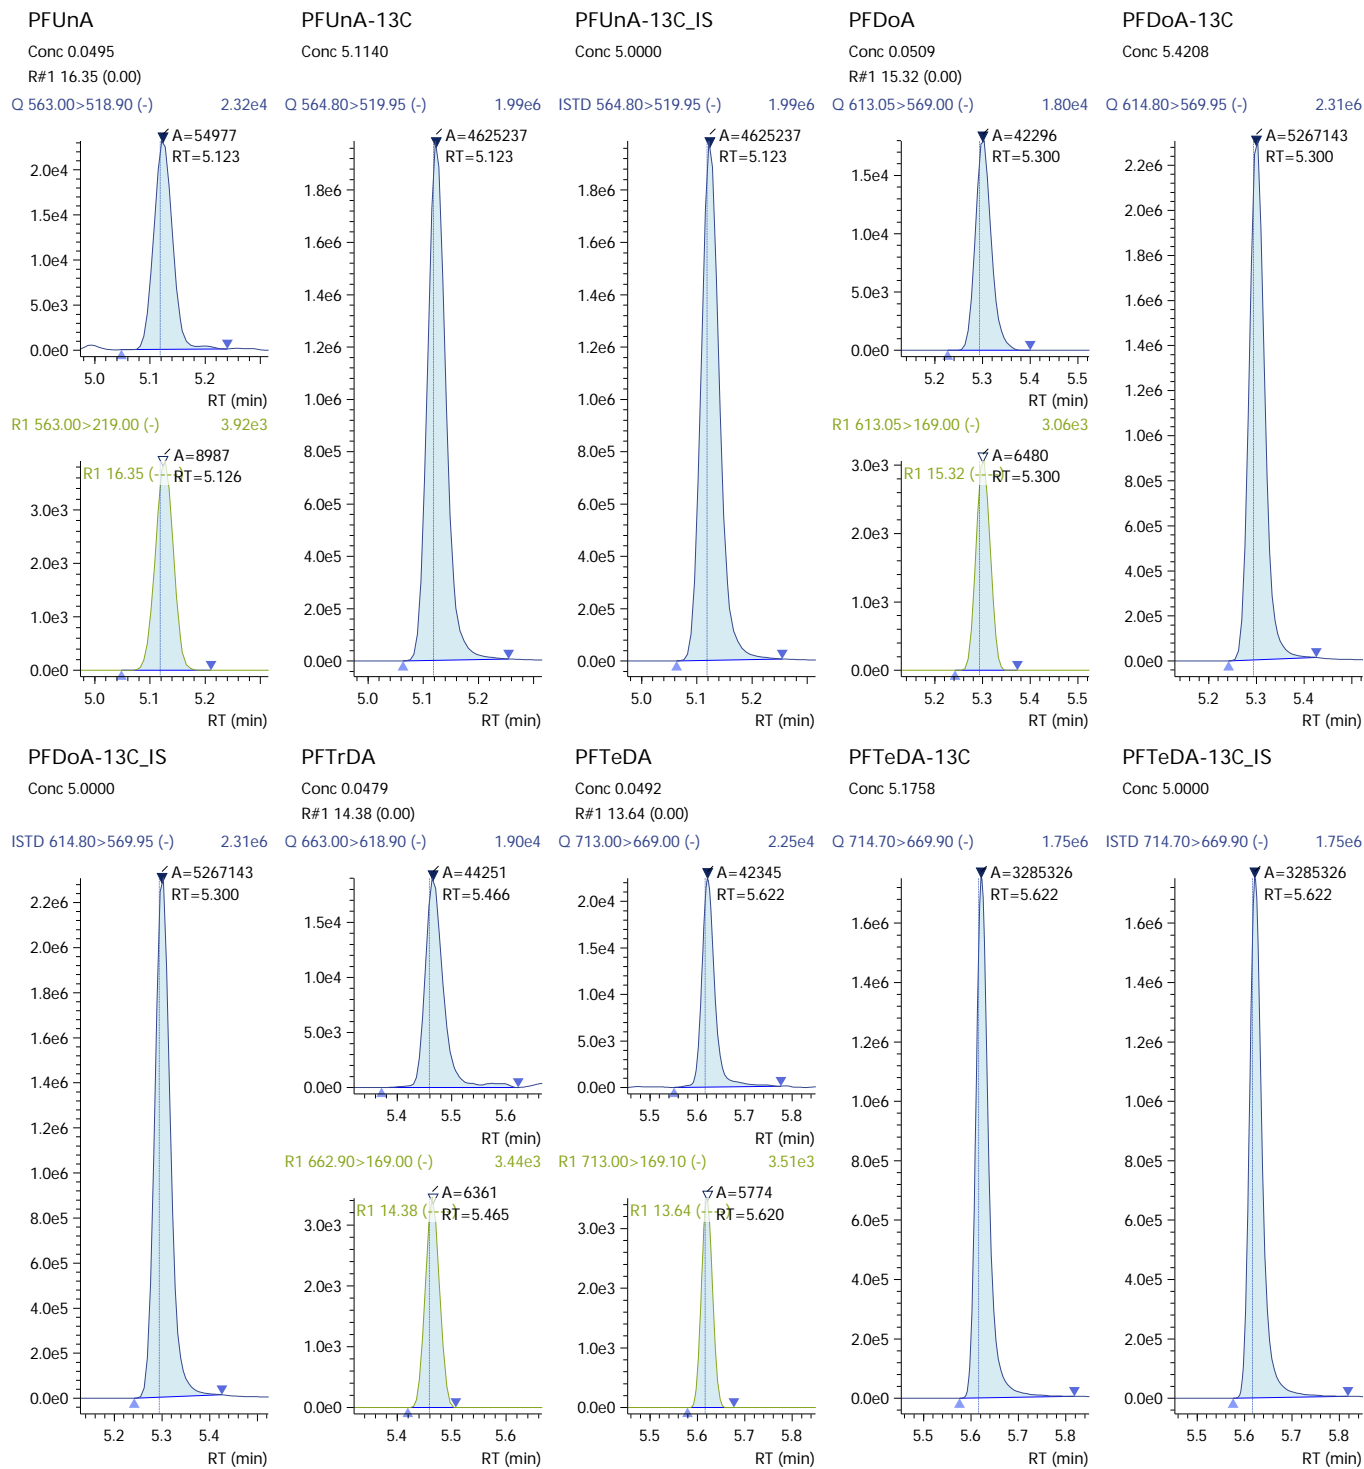 PFUnA
Conc 0.0495
R#1 16.35 (0.00)
Q 563.00>518.90 (-) 2.32e4
A=54977
RT=5.123
2.0e4
1.5e4
1.0e4
5.0e3
0.0e0
5.0 5.1 5.2
RT (min)
R1 563.00>219.00 (-) 3.92e3
A=8987
R1 16.35 (---)
RT=5.126
3.0e3
2.0e3
1.0e3
0.0e0
5.0 5.1 5.2
RT (min)
PFUnA-13C
Conc 5.1140
Q 564.80>519.95 (-) 1.99e6
A=4625237
RT=5.123
1.8e6
1.6e6
1.4e6
1.2e6
1.0e6
8.0e5
6.0e5
4.0e5
2.0e5
0.0e0
5.0 5.1 5.2
RT (min)
PFUnA-13C_IS
Conc 5.0000
ISTD 564.80>519.95 (-) 1.99e6
A=4625237
RT=5.123
1.8e6
1.6e6
1.4e6
1.2e6
1.0e6
8.0e5
6.0e5
4.0e5
2.0e5
0.0e0
5.0 5.1 5.2
RT (min)
PFDoA
Conc 0.0509
R#1 15.32 (0.00)
Q 613.05>569.00 (-) 1.80e4
A=42296
RT=5.300
1.5e4
1.0e4
5.0e3
0.0e0
5.2 5.3 5.4 5.5
RT (min)
R1 613.05>169.00 (-) 3.06e3
A=6480
R1 15.32 (---)
RT=5.300
3.0e3
2.0e3
1.0e3
0.0e0
5.2 5.3 5.4 5.5
RT (min)
PFDoA-13C
Conc 5.4208
Q 614.80>569.95 (-) 2.31e6
A=5267143
RT=5.300
2.2e6
2.0e6
1.8e6
1.6e6
1.4e6
1.2e6
1.0e6
8.0e5
6.0e5
4.0e5
2.0e5
0.0e0
5.2 5.3 5.4
RT (min)
PFDoA-13C_IS
Conc 5.0000
ISTD 614.80>569.95 (-) 2.31e6
A=5267143
RT=5.300
2.2e6
2.0e6
1.8e6
1.6e6
1.4e6
1.2e6
1.0e6
8.0e5
6.0e5
4.0e5
2.0e5
0.0e0
5.2 5.3 5.4
RT (min)
PFTrDA
Conc 0.0479
R#1 14.38 (0.00)
Q 663.00>618.90 (-) 1.90e4
A=44251
RT=5.466
1.5e4
1.0e4
5.0e3
0.0e0
5.4 5.5 5.6
RT (min)
R1 662.90>169.00 (-) 3.44e3
A=6361
R1 14.38 (---)
RT=5.465
3.0e3
2.0e3
1.0e3
0.0e0
5.4 5.5 5.6
RT (min)
PFTeDA
Conc 0.0492
R#1 13.64 (0.00)
Q 713.00>669.00 (-) 2.25e4
A=42345
RT=5.622
2.0e4
1.5e4
1.0e4
5.0e3
0.0e0
5.5 5.6 5.7 5.8
RT (min)
R1 713.00>169.10 (-) 3.51e3
A=5774
R1 13.64 (---)
RT=5.620
3.0e3
2.0e3
1.0e3
0.0e0
5.5 5.6 5.7 5.8
RT (min)
PFTeDA-13C
Conc 5.1758
Q 714.70>669.90 (-) 1.75e6
A=3285326
RT=5.622
1.6e6
1.4e6
1.2e6
1.0e6
8.0e5
6.0e5
4.0e5
2.0e5
0.0e0
5.5 5.6 5.7 5.8
RT (min)
PFTeDA-13C_IS
Conc 5.0000
ISTD 714.70>669.90 (-) 1.75e6
A=3285326
RT=5.622
1.6e6
1.4e6
1.2e6
1.0e6
8.0e5
6.0e5
4.0e5
2.0e5
0.0e0
5.5 5.6 5.7 5.8
RT (min)